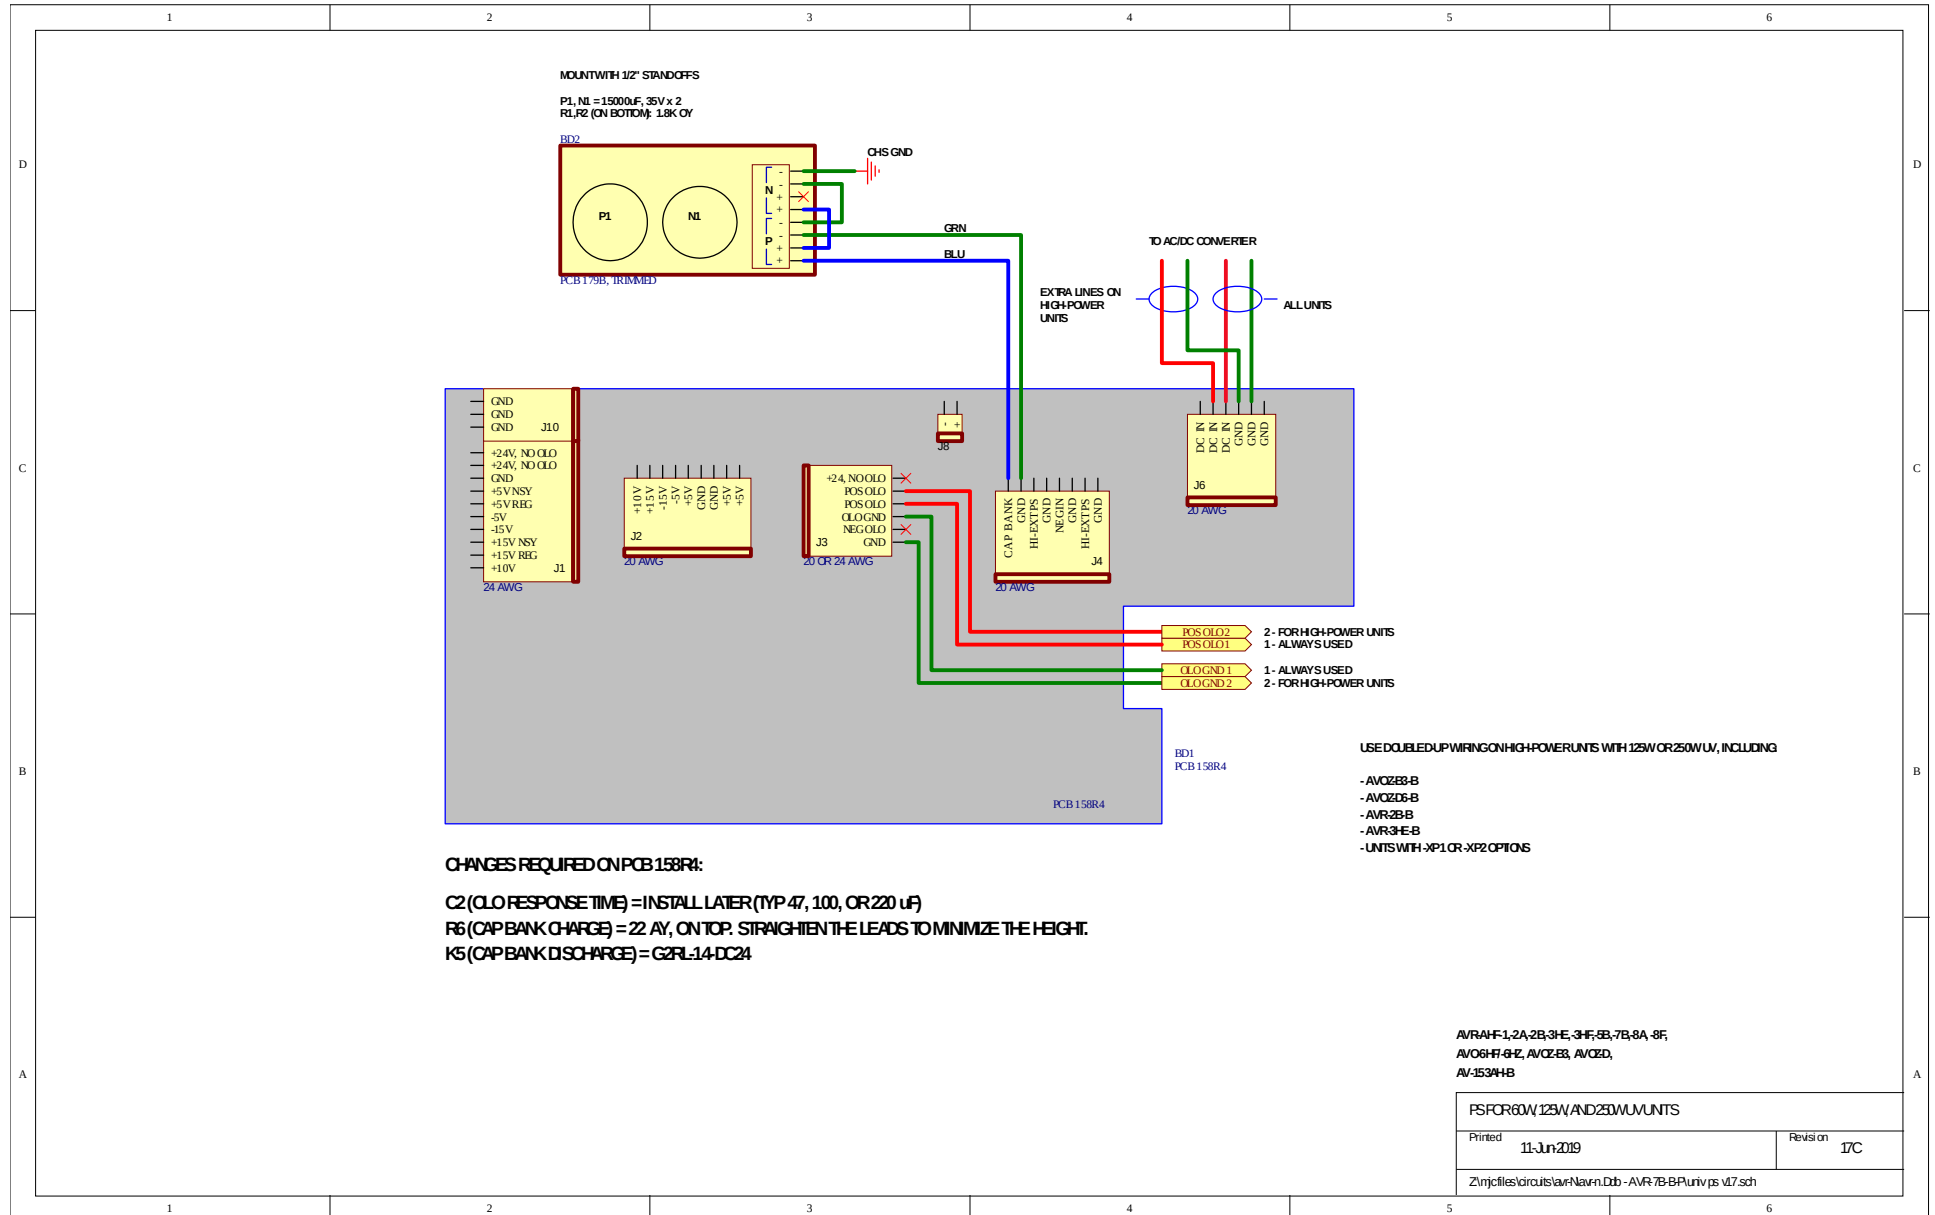 1 2 3 4 5 6
MOUNT WITH 1/2" STANDOFFS
P1, N1 = 15000uF, 35V x 2
R1,R2 (ON BOTTOM): 1.8K OY
BD2
P1
N1
N
P
-
-
+
+
-
-
+
+
PCB 179B, TRIMMED
CHS GND
GRN
BLU
TO AC/DC CONVERTER
EXTRA LINES ON
HIGH-POWER
UNITS
ALL UNITS
D
D
C
C
B
B
A
A
GND
GND
GND
J10
+24V, NO OLO
+24V, NO OLO
GND
+5V NSY
+5V REG
-5V
-15V
+15V NSY
+15V REG
+10V
J1
24 AWG
+10V
+15V
-15V
-5V
+5V
GND
GND
+5V
+5V
J2
20 AWG
+24, NO OLO
POS OLO
POS OLO
OLO GND
NEG OLO
GND
J3
20 OR 24 AWG
-
+
J8
CAP BANK
GND
HI-EXT PS
GND
NEG IN
GND
HI-EXT PS
GND
J4
20 AWG
DC IN
DC IN
DC IN
GND
GND
GND
J6
20 AWG
POS OLO 2
2 - FOR HIGH-POWER UNITS
POS OLO 1
1 - ALWAYS USED
OLO GND 1
1 - ALWAYS USED
OLO GND 2
2 - FOR HIGH-POWER UNITS
BD1
PCB 158R4
PCB 158R4
USE DOUBLED-UP WIRING ON HIGH-POWER UNITS WITH 125W OR 250W UV, INCLUDING:
- AVOZ-B3-B
- AVOZ-D6-B
- AVR-2B-B
- AVR-3HE-B
- UNITS WITH -XP1 OR -XP2 OPTIONS
CHANGES REQUIRED ON PCB 158R4:
C2 (OLO RESPONSE TIME) = INSTALL LATER (TYP 47, 100, OR 220 uF)
R6 (CAP BANK CHARGE) = 22 AY, ON TOP. STRAIGHTEN THE LEADS TO MINIMIZE THE HEIGHT.
K5 (CAP BANK DISCHARGE) = G2RL-14-DC24
AVR-AHF-1,-2A,-2B,-3HE,-3HF,-5B,-7B,-8A, -8F,
AVO-6HF/-6HZ, AVOZ-B3, AVOZ-D,
AV-153AH-B
PS FOR 60W, 125W, AND 250W UV UNITS
Printed
11-Jun-2019
Revision
17C
Z:\mjcfiles\circuits\avr-N\avr-n.Ddb - AVR-7B-B-P\univ ps v17.sch
1 2 3 4 5 6